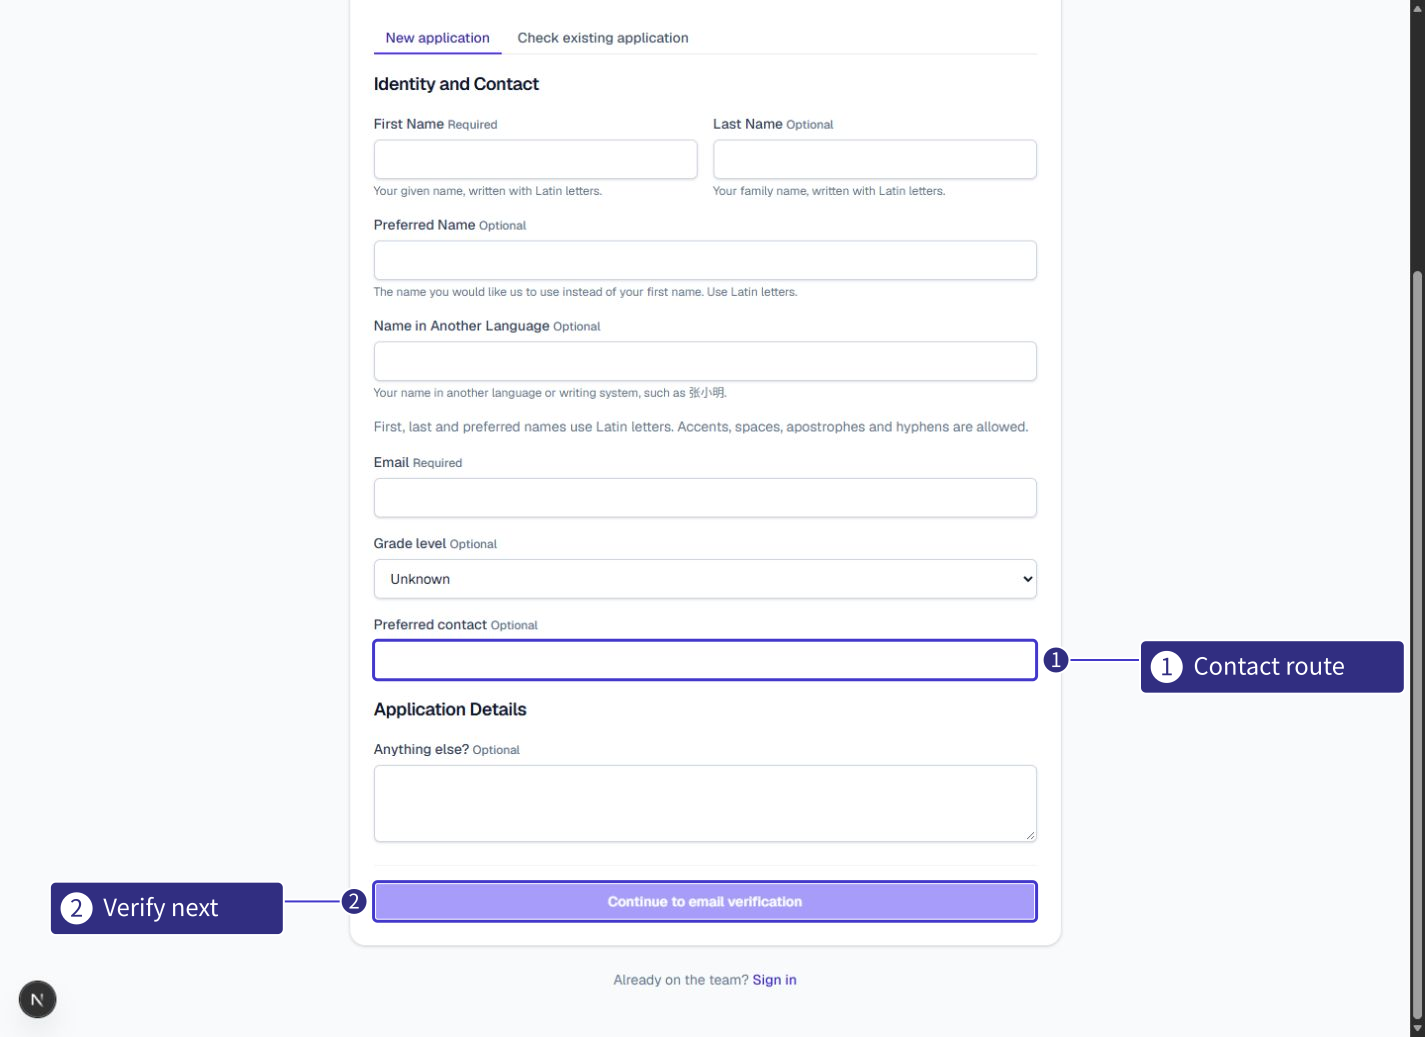 New application Check existing application
Identity and Contact
First Name Required Last Name Optional
Your given name, written with Latin letters. Your family name, written with Latin letters.
Preferred Name Optional
The name you would like us to use instead of your first name. Use Latin letters.
Name in Another Language Optional
Your name in another language or writing system, such as 张小明.
First, last and preferred names use Latin letters. Accents, spaces, apostrophes and hyphens are allowed.
Email Required
Grade level Optional
Unknown
Preferred contact Optional
1 1 Contact route
Application Details
Anything else? Optional
2 Verify next 2 Continue to email verification
Already on the team? Sign in
N